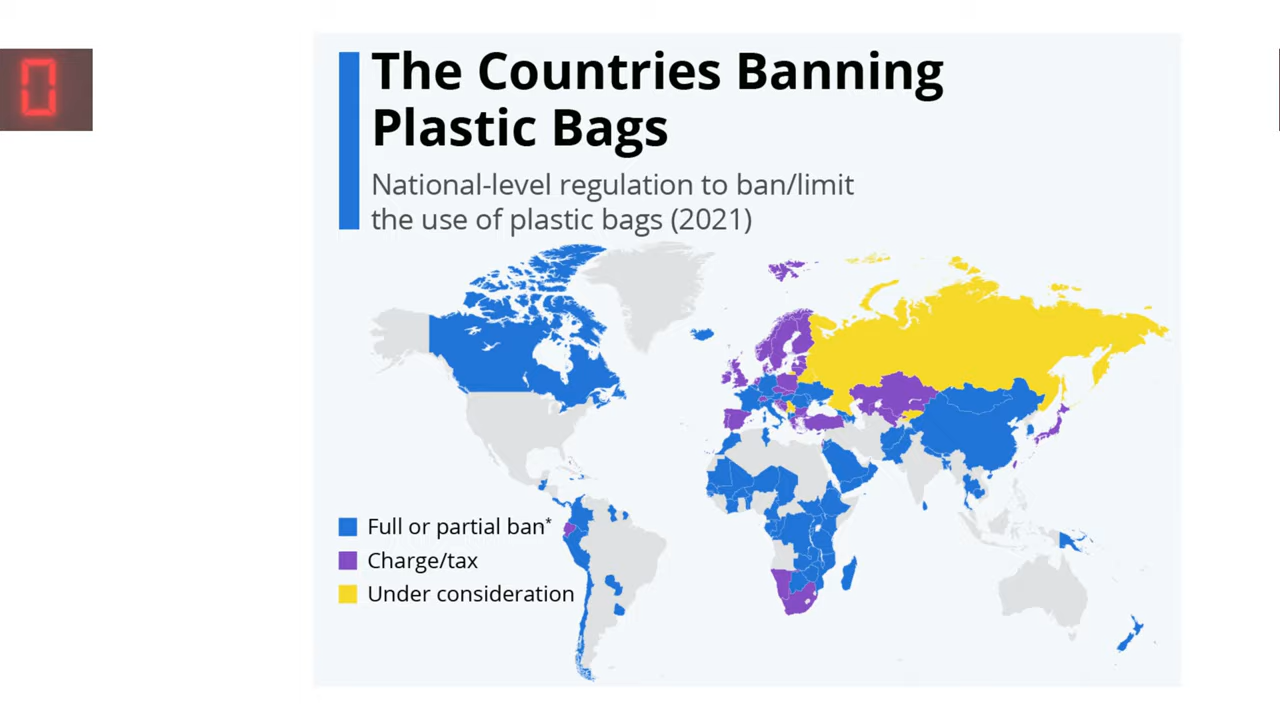 0
The Countries Banning
Plastic Bags
National-level regulation to ban/limit
the use of plastic bags (2021)
Full or partial ban*
Charge/tax
Under consideration